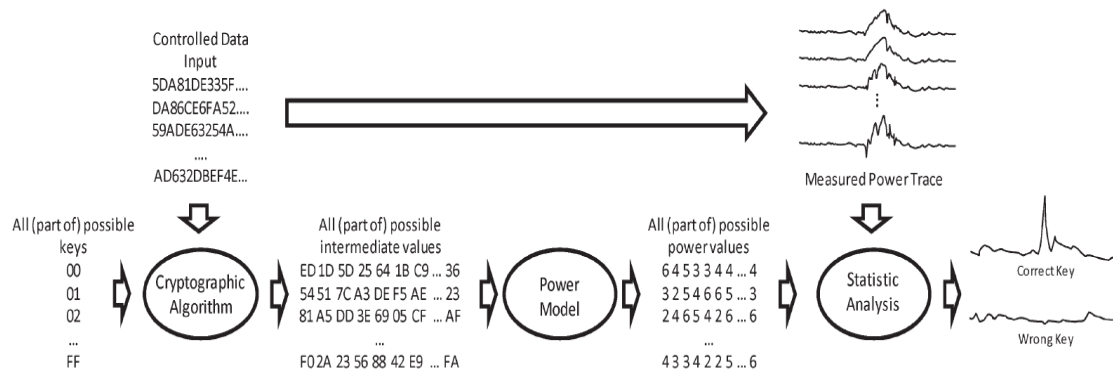 Controlled Data
Input
5DA81DE335F....
DA86CE6FA52....
59ADE63254A....
....
AD632DBEF4E...
Measured Power Trace
All (part of) possible
keys
00
01
02
...
FF
Cryptographic
Algorithm
All (part of) possible
intermediate values
ED 1D 5D 25 64 1B C9 ... 36
54 51 7C A3 DE F5 AE ... 23
81 A5 DD 3E 69 05 CF ... AF
...
F0 2A 23 56 88 42 E9 ... FA
Power
Model
All (part of) possible
power values
6 4 5 3 3 4 4 ... 4
3 2 5 4 6 6 5 ... 3
2 4 6 5 4 2 6 ... 6
...
4 3 3 4 2 2 5 ... 6
Statistic
Analysis
Correct Key
Wrong Key